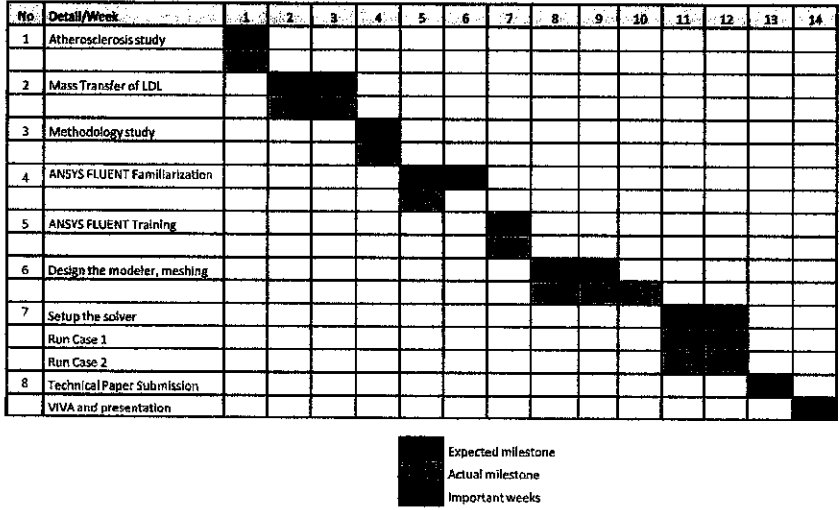 No Detail/Week 1 2 3 4 5 6 7 8 9 10 11 12 13 14
1 Atherosclerosis study
2 Mass Transfer of LDL
3 Methodology study
4 ANSYS FLUENT Familiarization
5 ANSYS FLUENT Training
6 Design the modeler, meshing
7 Setup the solver
Run Case 1
Run Case 2
8 Technical Paper Submission
VIVA and presentation
Expected milestone
Actual milestone
Important weeks